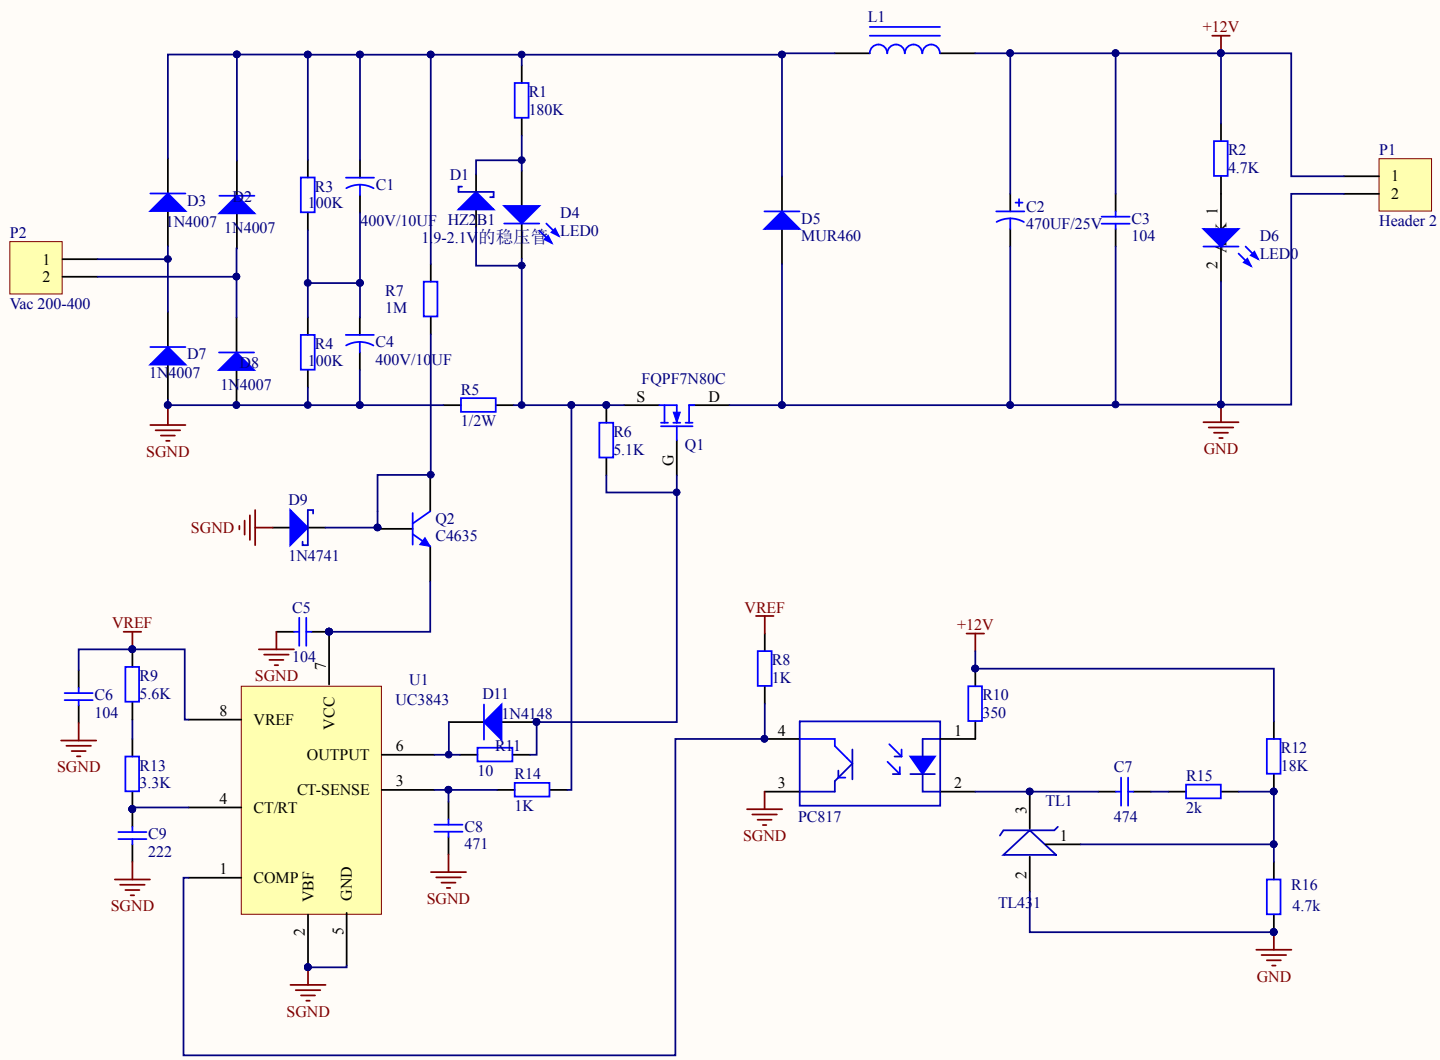 L1
+12V
R1
180K
R2
4.7K
P1
1
2
Header 2
D1
HZ2B1
1.9-2.1V的稳压管
D4
LED0
D3
1N4007
D2
1N4007
R3
100K
C1
400V/10UF
D5
MUR460
C2
470UF/25V
C3
104
1
2
D6
LED0
P2
1
2
Vac 200-400
R7
1M
D7
1N4007
D8
1N4007
R4
100K
C4
400V/10UF
R5
1/2W
FQPF7N80C
S
D
G
Q1
R6
5.1K
SGND
GND
D9
SGND
1N4741
Q2
C4635
C5
104
SGND
7
VREF
R9
5.6K
C6
104
SGND
R13
3.3K
C9
222
SGND
U1
UC3843
8
VREF
VCC
OUTPUT
6
CT-SENSE
3
4
CT/RT
1
COMP
VBF
GND
2
5
SGND
D11
1N4148
R11
10
R14
1K
C8
471
SGND
VREF
R8
1K
4
3
SGND
PC817
1
2
+12V
R10
350
R12
18K
C7
474
R15
2k
TL1
3
1
2
TL431
R16
4.7k
GND